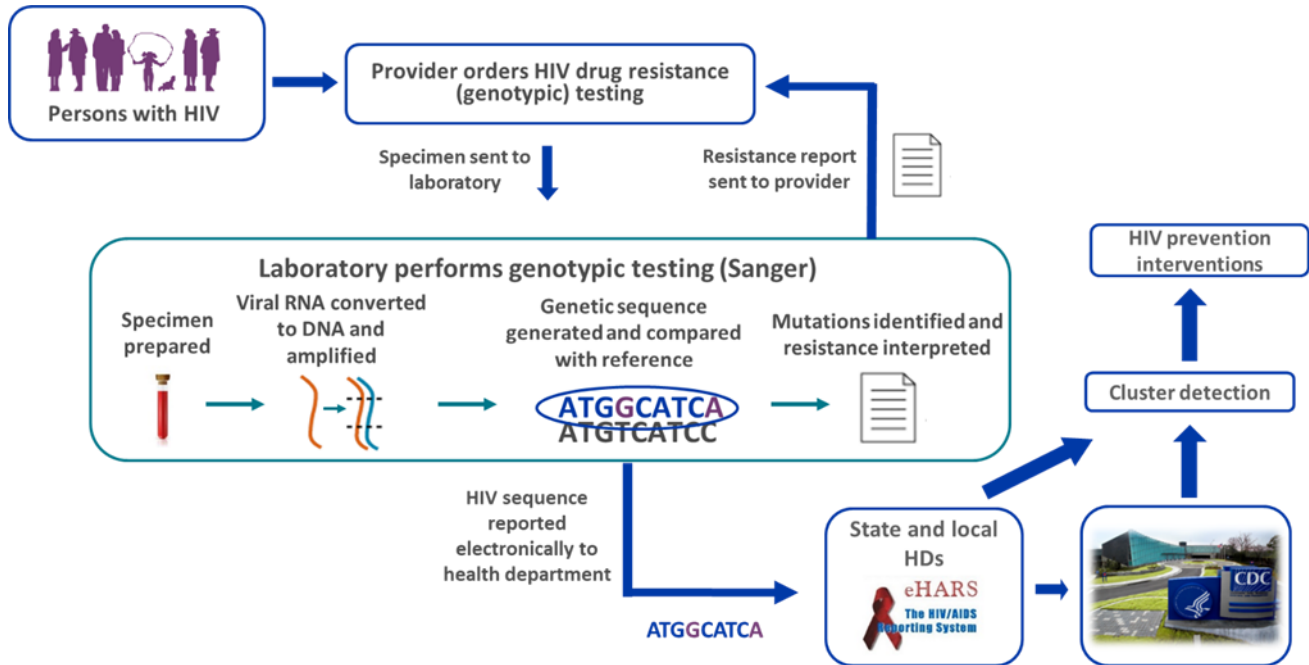 Persons with HIV
Provider orders HIV drug resistance
(genotypic) testing
Specimen sent to
laboratory
Resistance report
sent to provider
Laboratory performs genotypic testing (Sanger)
Specimen
prepared
Viral RNA converted
to DNA and
amplified
Genetic sequence
generated and compared
with reference
ATGGCATCA
ATGTCATCC
Mutations identified and
resistance interpreted
HIV prevention
interventions
Cluster detection
HIV sequence
reported
electronically to
health department
ATGGCATCA
State and local
HDs
eHARS
The HIV/AIDS
Reporting System
CDC